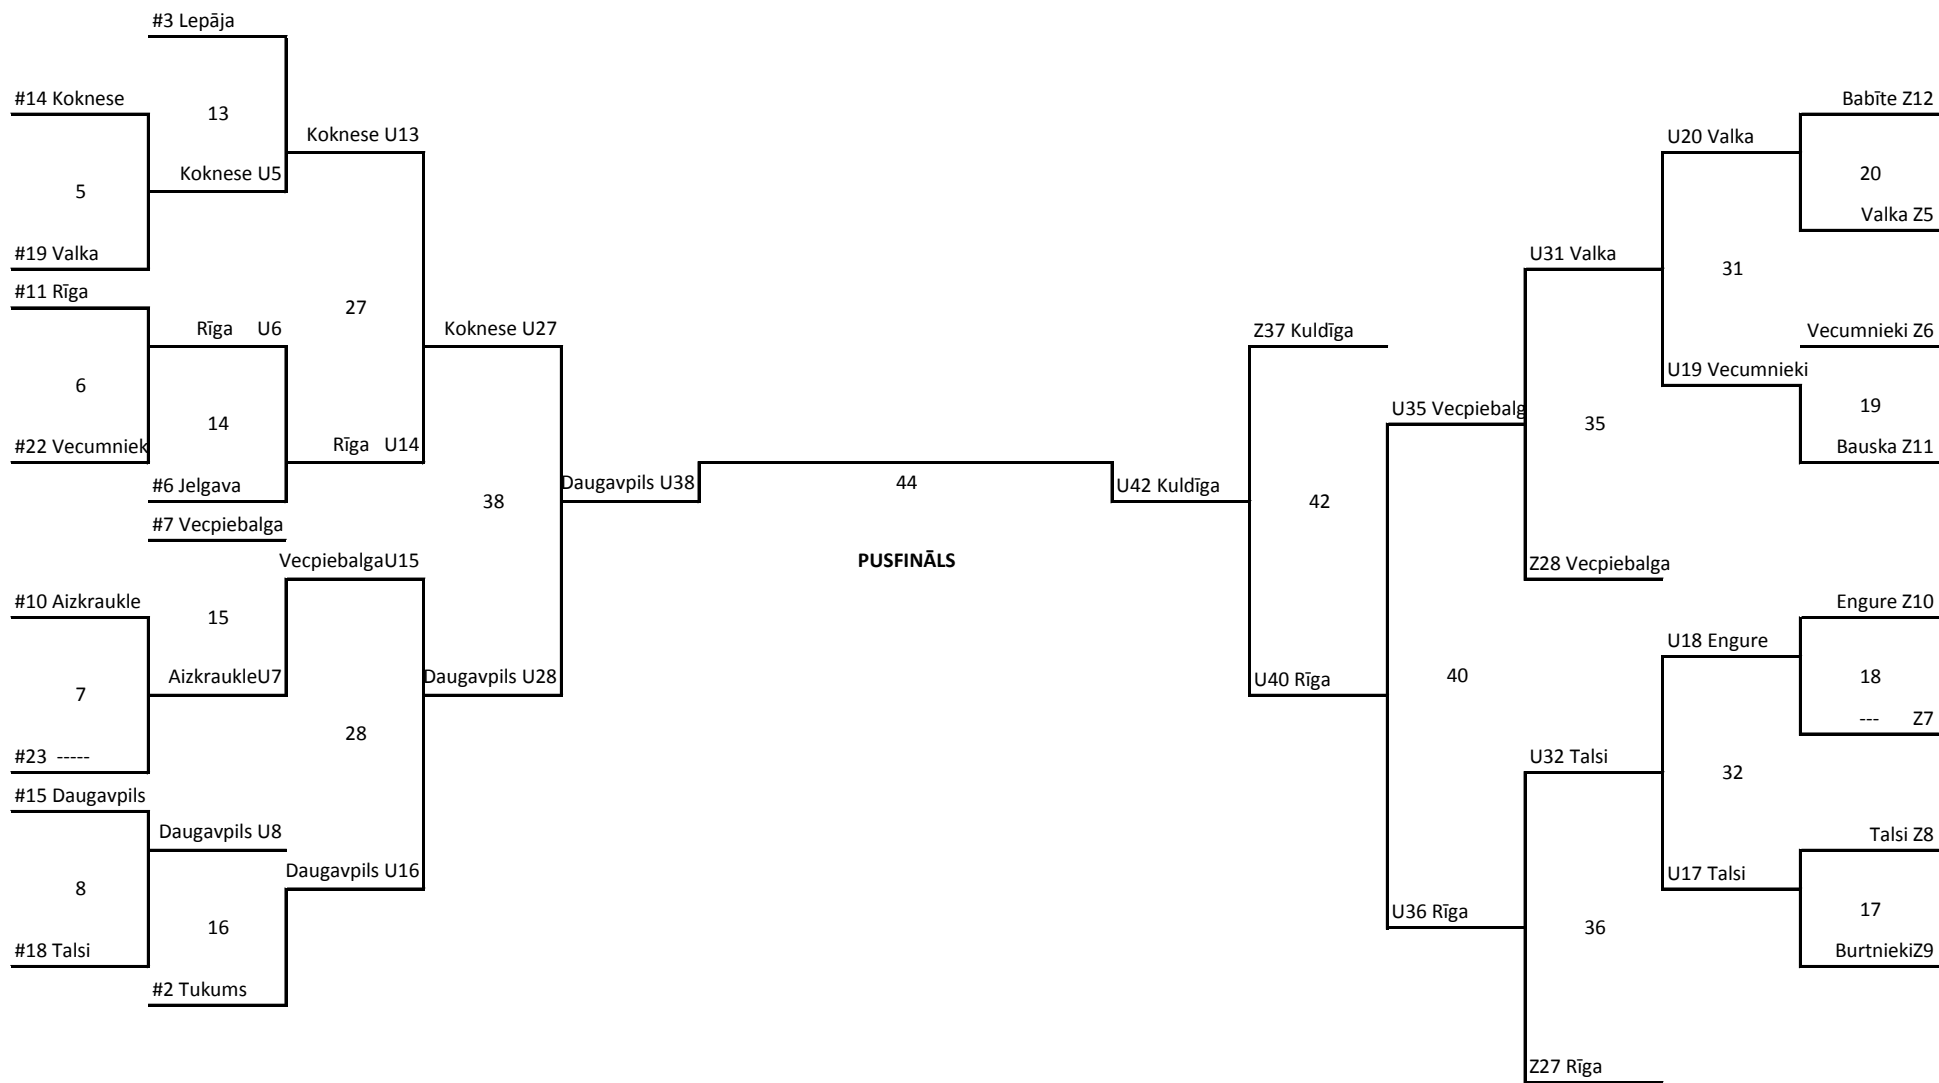 #3 Lepāja
#14 Koknese
13
Babīte Z12
Koknese U13
U20 Valka
Koknese U5
20
5
Valka Z5
#19 Valka
U31 Valka
31
#11 Rīga
27
Rīga U6
Koknese U27
Z37 Kuldīga
Vecumnieki Z6
U19 Vecumnieki
6
19
14
U35 Vecpiebalg
35
#22 Vecumniek
Rīga U14
Bauska Z11
#6 Jelgava
Daugavpils U38
44
U42 Kuldīga
38
42
#7 Vecpiebalga
VecpiebalgaU15
PUSFINĀLS
Z28 Vecpiebalga
#10 Aizkraukle
15
Engure Z10
U18 Engure
AizkraukleU7
Daugavpils U28
U40 Rīga
40
18
7
--- Z7
28
#23 -----
U32 Talsi
32
#15 Daugavpils
Daugavpils U8
Talsi Z8
Daugavpils U16
U17 Talsi
8
17
16
U36 Rīga
36
#18 Talsi
BurtniekiZ9
#2 Tukums
Z27 Rīga